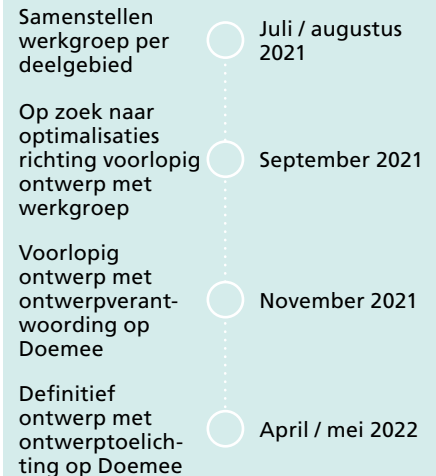 Samenstellen
werkgroep per
deelgebied
Juli / augustus
2021
Op zoek naar
optimalisaties
richting voorlopig
ontwerp met
werkgroep
September 2021
Voorlopig
ontwerp met
ontwerpverant-
woording op
Doemee
November 2021
Definitief
ontwerp met
ontwerptoelich-
ting op Doemee
April / mei 2022